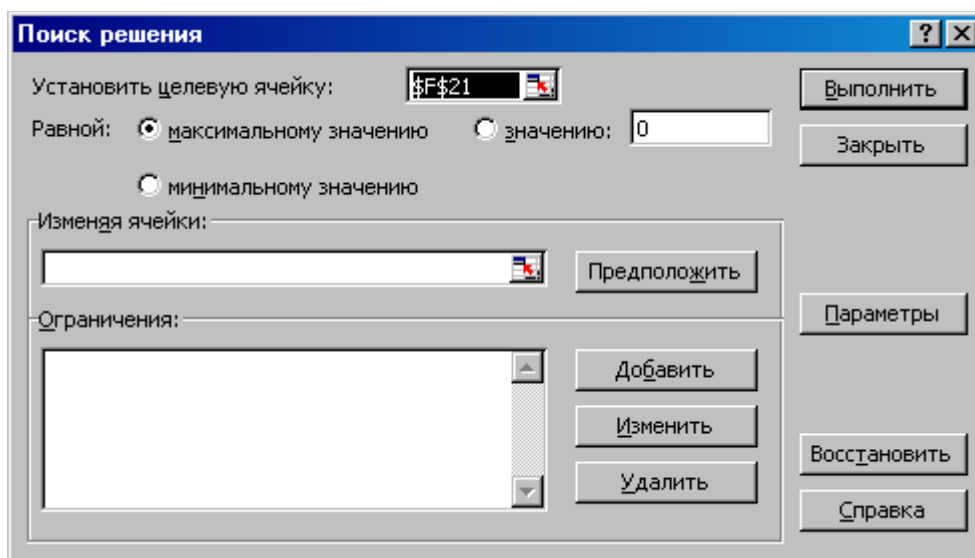 Поиск решения
Установить целевую ячейку: $F$21
Выполнить
Равной: максимальному значению значению: 0
Закрыть
минимальному значению
Изменяя ячейки:
Предположить
Параметры
Ограничения:
Добавить
Изменить
Удалить
Восстановить
Справка